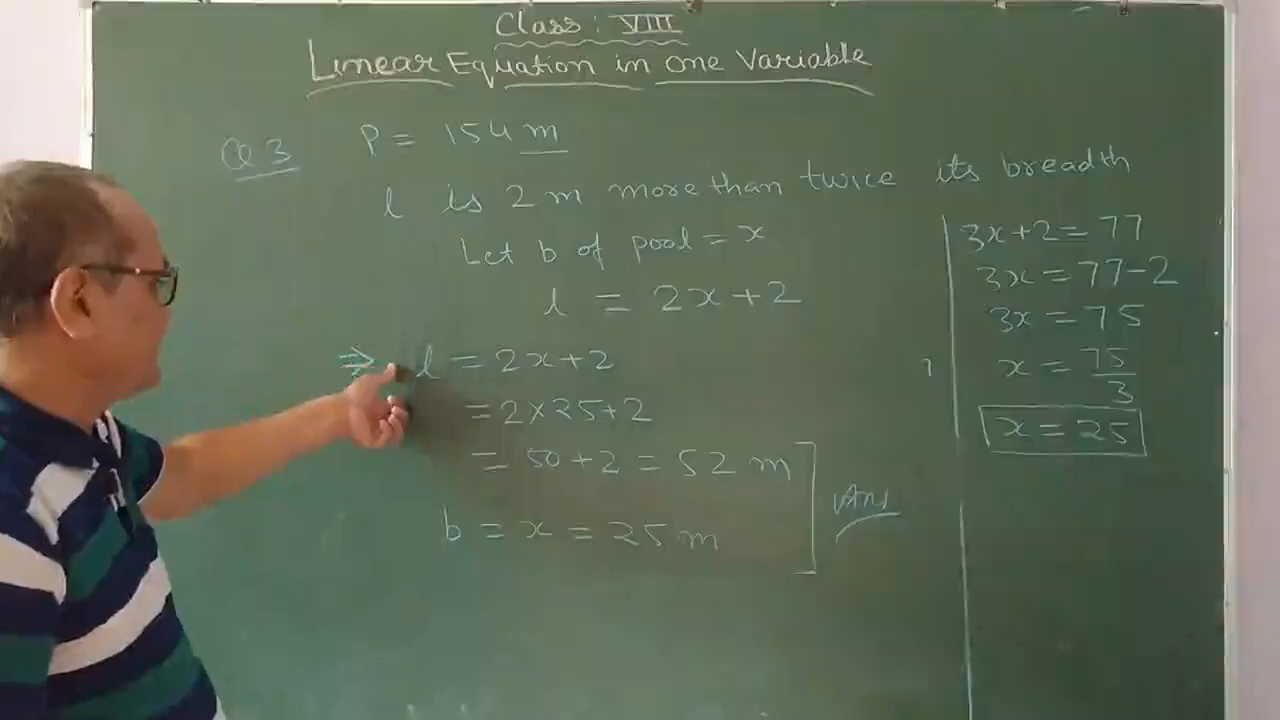 Class : VIII
Linear Equation in one Variable
Q 3 P = 154 m
l is 2 m more than twice its breadth
Let b of pool = x
l = 2x+2
⇒ l = 2x+2
= 2×25+2
= 50+2 = 52 m
b = x = 25 m
Ans
3x+2=77
3x=77-2
3x=75
x = 75/3
x=25